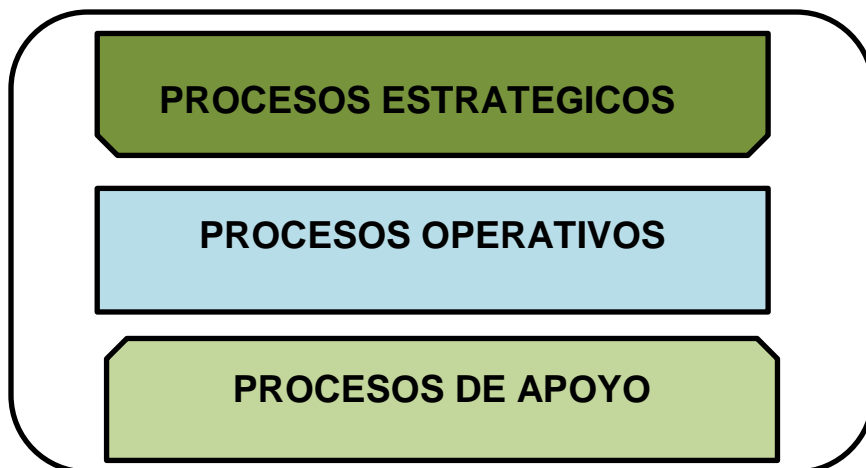 PROCESOS ESTRATEGICOS
PROCESOS OPERATIVOS
PROCESOS DE APOYO